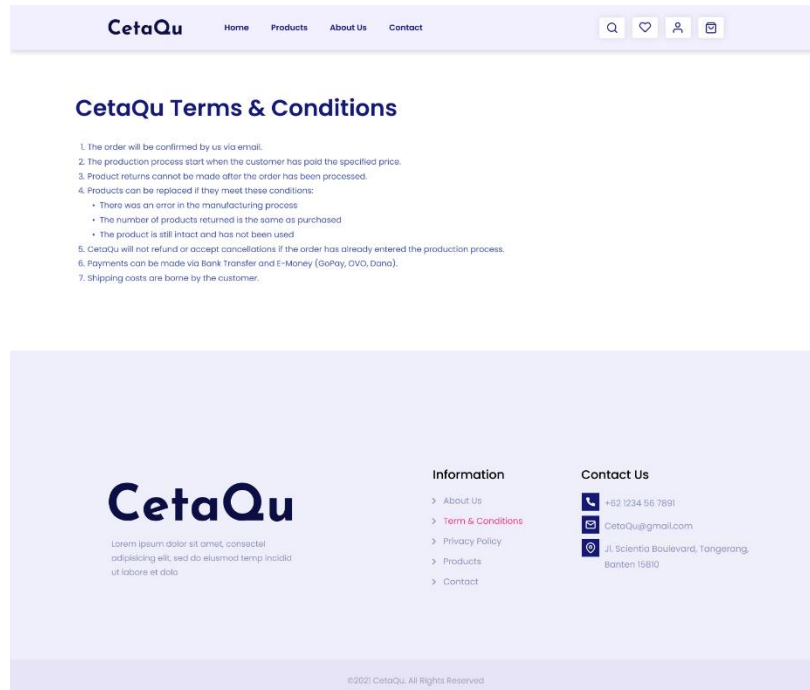 CetaQu
Home Products About Us Contact
CetaQu Terms & Conditions
1. The order will be confirmed by us via email.
2. The production process start when the customer has paid the specified price.
3. Product returns cannot be made after the order has been processed.
4. Products can be replaced if they meet these conditions:
• There was an error in the manufacturing process
• The number of products returned is the same as purchased
• The product is still intact and has not been used
5. CetaQu will not refund or accept cancellations if the order has already entered the production process.
6. Payments can be made via Bank Transfer and E-Money (GoPay, OVO, Dana).
7. Shipping costs are borne by the customer.
CetaQu
Lorem ipsum dolor sit amet, consectel
adipisicing elit, sed do eiusmod temp incidid
ut labore et dolo
Information
About Us
Term & Conditions
Privacy Policy
Products
Contact
Contact Us
+62 1234 56 7891
CetaQu@gmail.com
Jl. Scientia Boulevard, Tangerang,
Banten 15810
©2021 CetaQu. All Rights Reserved